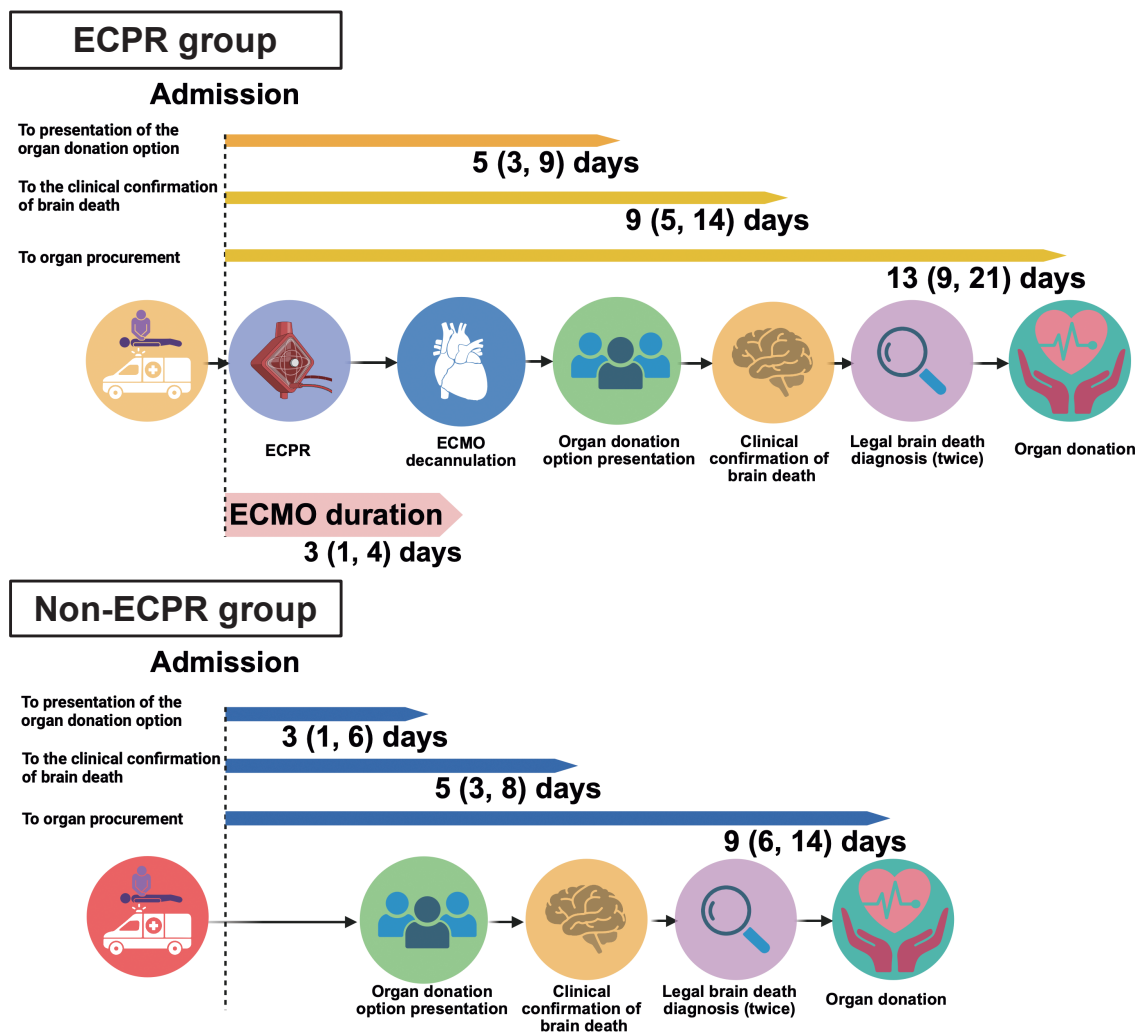 ECPR group
Admission
To presentation of the
organ donation option
5 (3, 9) days
To the clinical confirmation
of brain death
9 (5, 14) days
To organ procurement
13 (9, 21) days
ECPR
ECMO
decannulation
Organ donation
option presentation
Clinical
confirmation of
brain death
Legal brain death
diagnosis (twice)
Organ donation
ECMO duration
3 (1, 4) days
Non-ECPR group
Admission
To presentation of the
organ donation option
3 (1, 6) days
To the clinical confirmation
of brain death
5 (3, 8) days
To organ procurement
9 (6, 14) days
Organ donation
option presentation
Clinical
confirmation of
brain death
Legal brain death
diagnosis (twice)
Organ donation